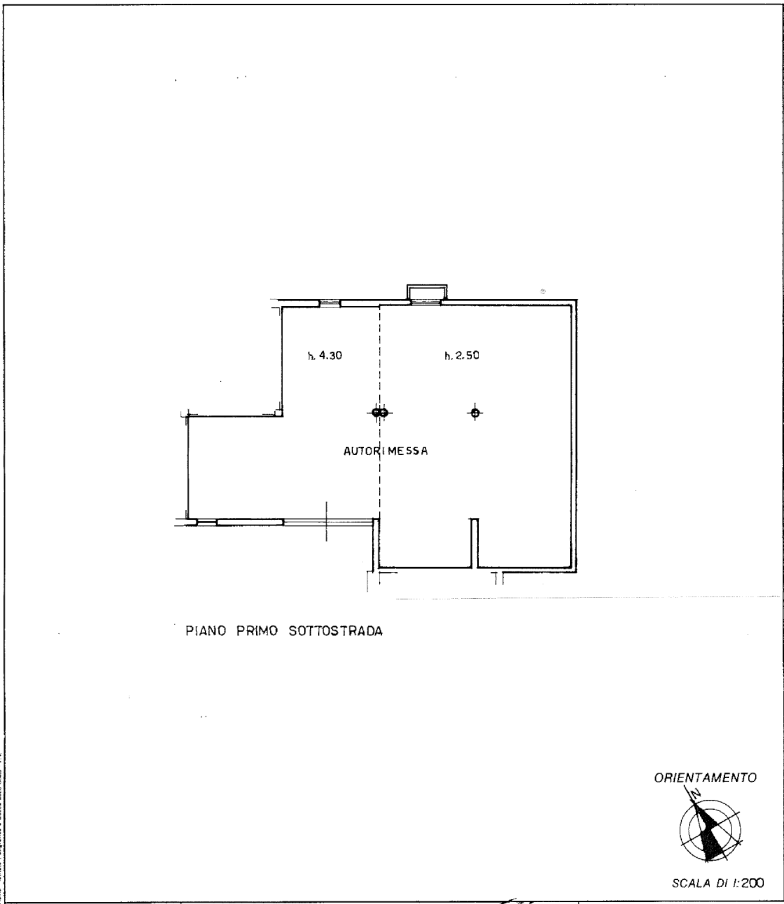 h. 4.30
h. 2.50
AUTORIMESSA
PIANO PRIMO SOTTOSTRADA
ORIENTAMENTO
N
SCALA DI 1:200